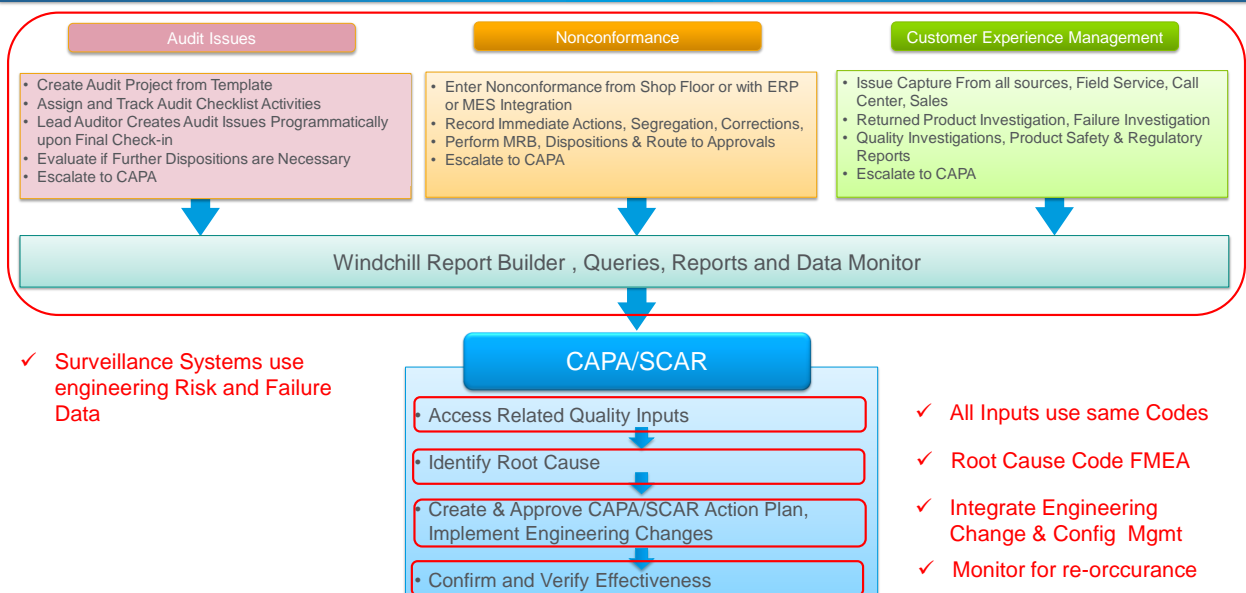 Audit Issues
• Create Audit Project from Template
• Assign and Track Audit Checklist Activities
• Lead Auditor Creates Audit Issues Programmatically
upon Final Check-in
• Evaluate if Further Dispositions are Necessary
• Escalate to CAPA
Nonconformance
• Enter Nonconformance from Shop Floor or with ERP
or MES Integration
• Record Immediate Actions, Segregation, Corrections,
• Perform MRB, Dispositions & Route to Approvals
• Escalate to CAPA
Customer Experience Management
• Issue Capture From all sources, Field Service, Call
Center, Sales
• Returned Product Investigation, Failure Investigation
• Quality Investigations, Product Safety & Regulatory
Reports
• Escalate to CAPA
Windchill Report Builder , Queries, Reports and Data Monitor
✓ Surveillance Systems use
engineering Risk and Failure
Data
CAPA/SCAR
• Access Related Quality Inputs
• Identify Root Cause
• Create & Approve CAPA/SCAR Action Plan,
Implement Engineering Changes
• Confirm and Verify Effectiveness
✓ All Inputs use same Codes
✓ Root Cause Code FMEA
✓ Integrate Engineering
Change & Config Mgmt
✓ Monitor for re-orccurance